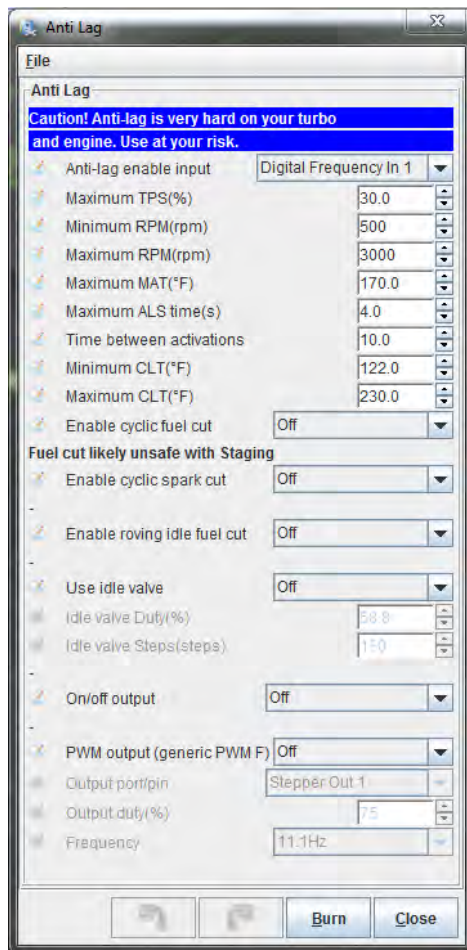 Anti Lag
File
Anti Lag
Caution! Anti-lag is very hard on your turbo
and engine. Use at your risk.
Anti-lag enable input Digital Frequency In 1
Maximum TPS(%) 30.0
Minimum RPM(rpm) 500
Maximum RPM(rpm) 3000
Maximum MAT(°F) 170.0
Maximum ALS time(s) 4.0
Time between activations 10.0
Minimum CLT(°F) 122.0
Maximum CLT(°F) 230.0
Enable cyclic fuel cut Off
Fuel cut likely unsafe with Staging
Enable cyclic spark cut Off
-
Enable roving idle fuel cut Off
-
Use idle valve Off
Idle valve Duty(%) 58.8
Idle valve Steps(steps) 150
-
On/off output Off
-
PWM output (generic PWM F) Off
Output port/pin Stepper Out 1
Output duty(%) 75
Frequency 11.1Hz
Burn Close